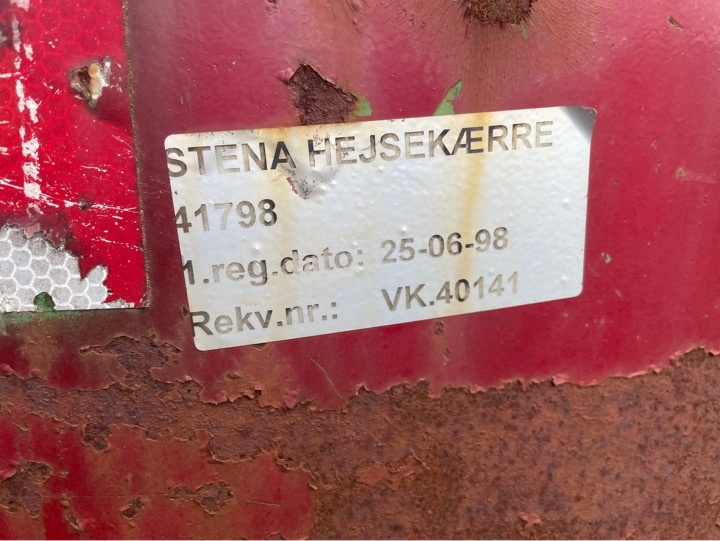 STENA HEJSEKÆRRE
41798
1.reg.dato: 25-06-98
Rekv.nr.: VK.40141